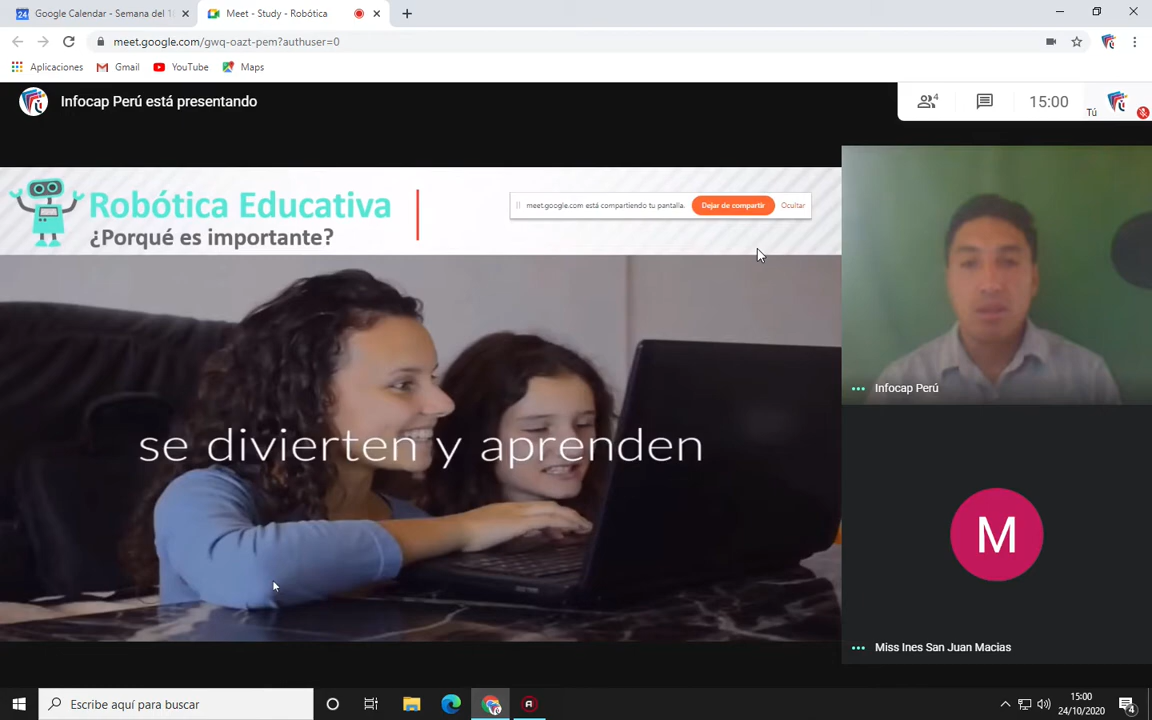 Google Calendar - Semana del 1
Meet - Study - Robótica
meet.google.com/gwq-oazt-pem?authuser=0
Aplicaciones Gmail YouTube Maps
Infocap Perú está presentando
4
15:00
Tú
Robótica Educativa
¿Porqué es importante?
meet.google.com está compartiendo tu pantalla. Dejar de compartir Ocultar
se divierten y aprenden
Infocap Perú
M
Miss Ines San Juan Macias
Escribe aquí para buscar
15:00
24/10/2020
4